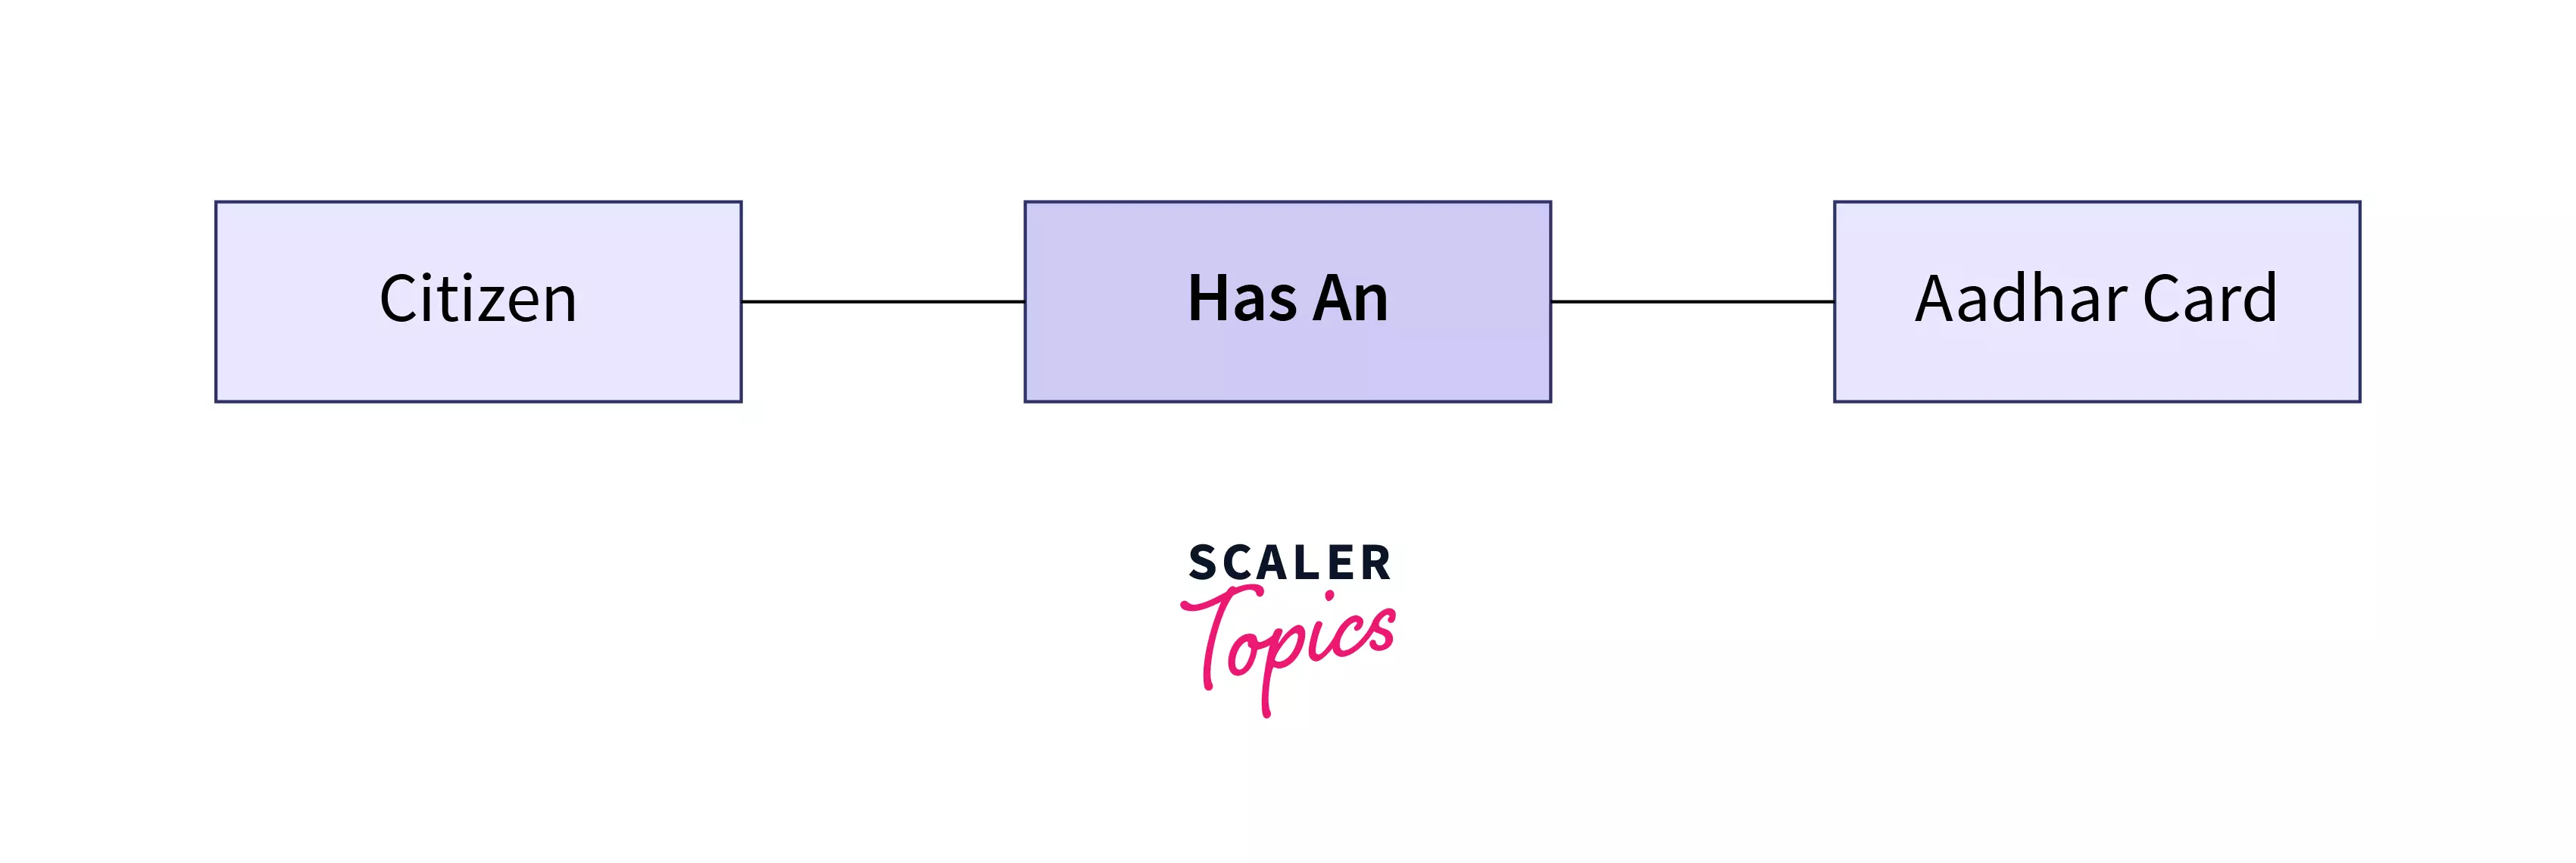 Citizen
Has An
Aadhar Card
SCALER
Topics